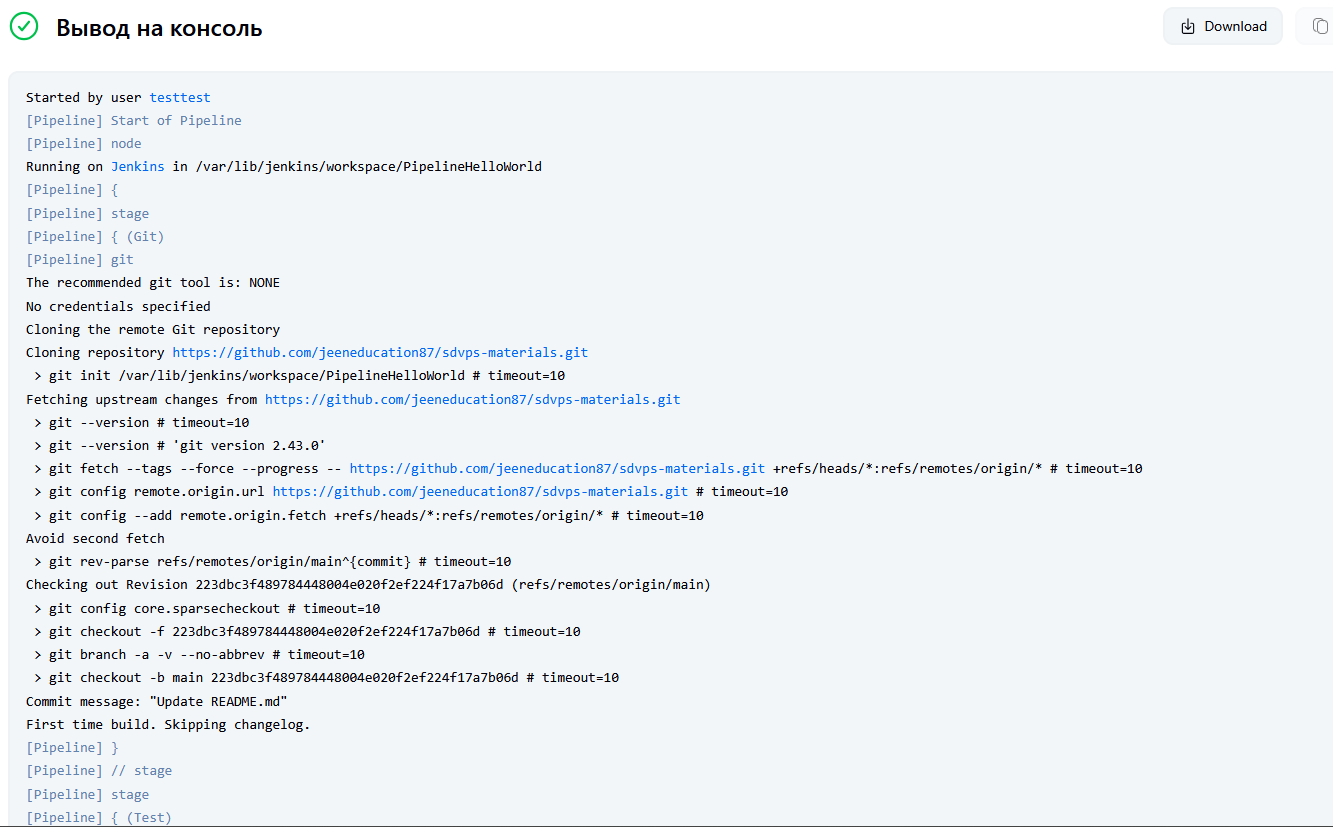 Вывод на консоль
Download
Started by user testtest
[Pipeline] Start of Pipeline
[Pipeline] node
Running on Jenkins in /var/lib/jenkins/workspace/PipelineHelloWorld
[Pipeline] {
[Pipeline] stage
[Pipeline] { (Git)
[Pipeline] git
The recommended git tool is: NONE
No credentials specified
Cloning the remote Git repository
Cloning repository https://github.com/jeeneducation87/sdvps-materials.git
 > git init /var/lib/jenkins/workspace/PipelineHelloWorld # timeout=10
Fetching upstream changes from https://github.com/jeeneducation87/sdvps-materials.git
 > git --version # timeout=10
 > git --version # 'git version 2.43.0'
 > git fetch --tags --force --progress -- https://github.com/jeeneducation87/sdvps-materials.git +refs/heads/*:refs/remotes/origin/* # timeout=10
 > git config remote.origin.url https://github.com/jeeneducation87/sdvps-materials.git # timeout=10
 > git config --add remote.origin.fetch +refs/heads/*:refs/remotes/origin/* # timeout=10
Avoid second fetch
 > git rev-parse refs/remotes/origin/main^{commit} # timeout=10
Checking out Revision 223dbc3f489784448004e020f2ef224f17a7b06d (refs/remotes/origin/main)
 > git config core.sparsecheckout # timeout=10
 > git checkout -f 223dbc3f489784448004e020f2ef224f17a7b06d # timeout=10
 > git branch -a -v --no-abbrev # timeout=10
 > git checkout -b main 223dbc3f489784448004e020f2ef224f17a7b06d # timeout=10
Commit message: "Update README.md"
First time build. Skipping changelog.
[Pipeline] }
[Pipeline] // stage
[Pipeline] stage
[Pipeline] { (Test)